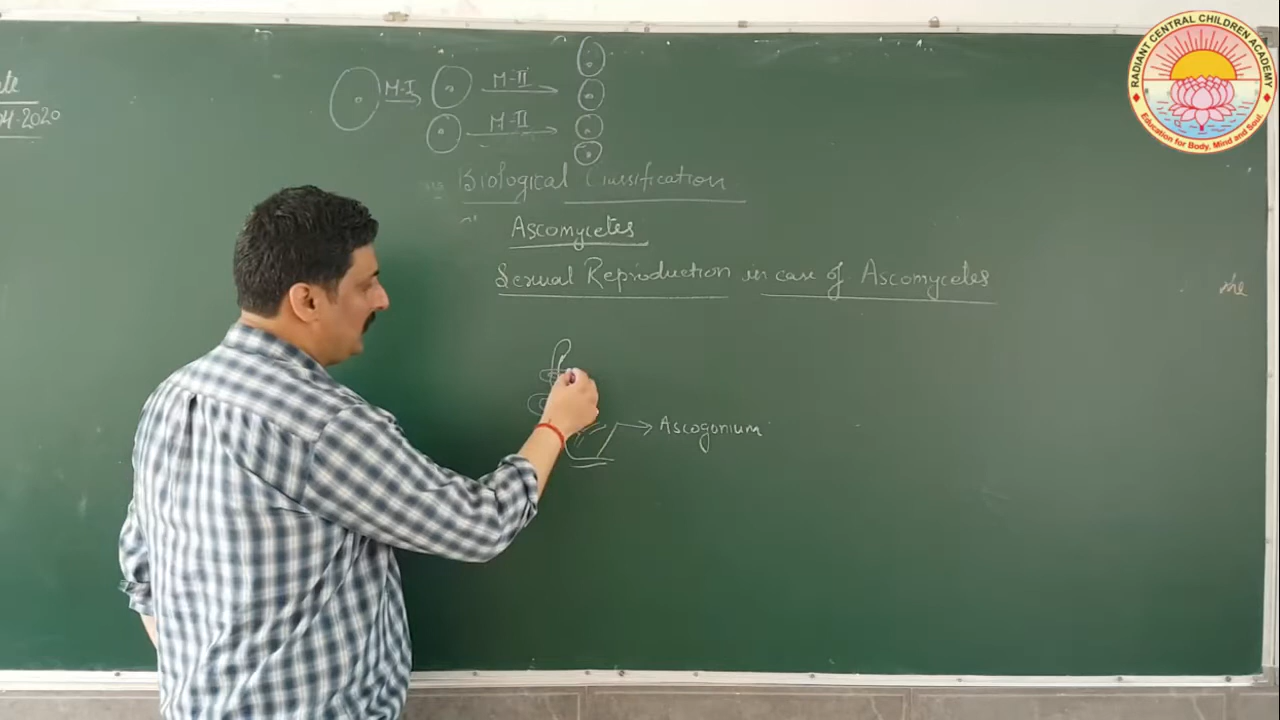 RADIANT CENTRAL CHILDREN ACADEMY
Education for Body, Mind and Soul.
M-I
M-II
M-II
Biological Classification
Ascomycetes
Sexual Reproduction in case of Ascomycetes
the
Ascogonium